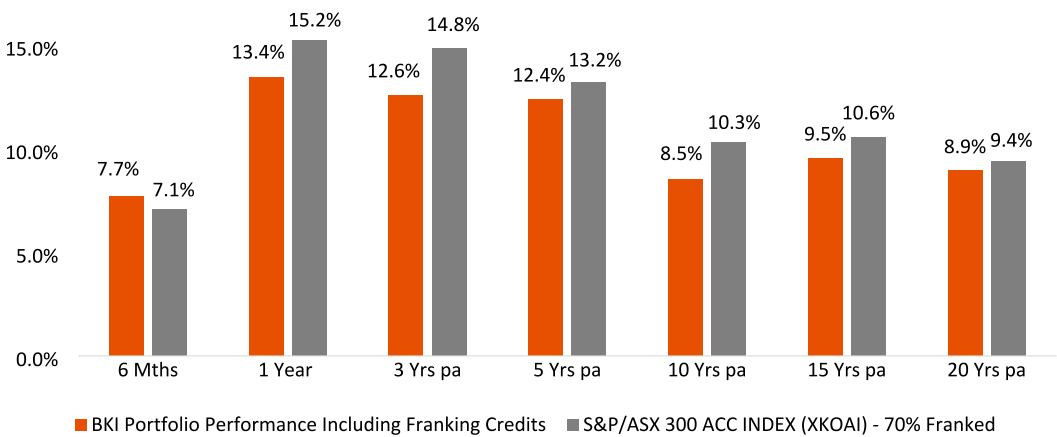 15.0%
10.0%
5.0%
0.0%
7.7%
7.1%
13.4%
15.2%
12.6%
14.8%
12.4%
13.2%
8.5%
10.3%
9.5%
10.6%
8.9%
9.4%
6 Mths
1 Year
3 Yrs pa
5 Yrs pa
10 Yrs pa
15 Yrs pa
20 Yrs pa
BKI Portfolio Performance Including Franking Credits
S&P/ASX 300 ACC INDEX (XKOAI) - 70% Franked